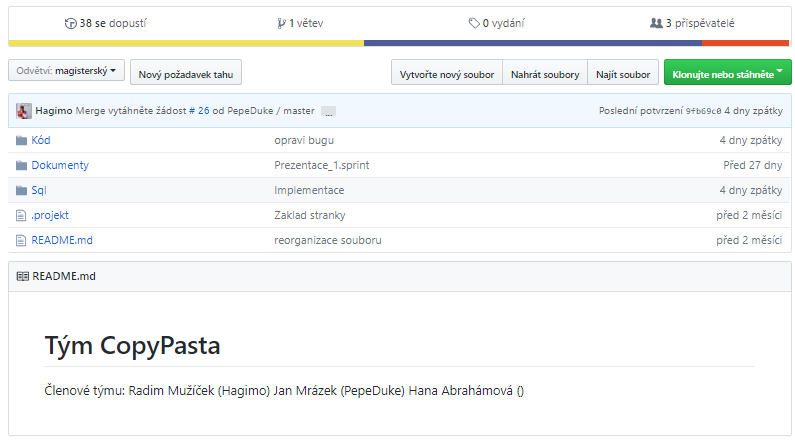 38 se dopustí 1 větev 0 vydání 3 přispěvatelé
Odvětví: magisterský Nový požadavek tahu Vytvořte nový soubor Nahrát soubory Najít soubor Klonujte nebo stáhněte
Hagimo Merge vytáhněte žádost # 26 od PepeDuke / master ... Poslední potvrzení 9fb69c0 4 dny zpátky
Kód opravi bugu 4 dny zpátky
Dokumenty Prezentace_1.sprint Před 27 dny
Sql Implementace 4 dny zpátky
.projekt Zaklad stranky před 2 měsíci
README.md reorganizace souboru před 2 měsíci
README.md
Tým CopyPasta
Členové týmu: Radim Mužíček (Hagimo) Jan Mrázek (PepeDuke) Hana Abrahámová ()